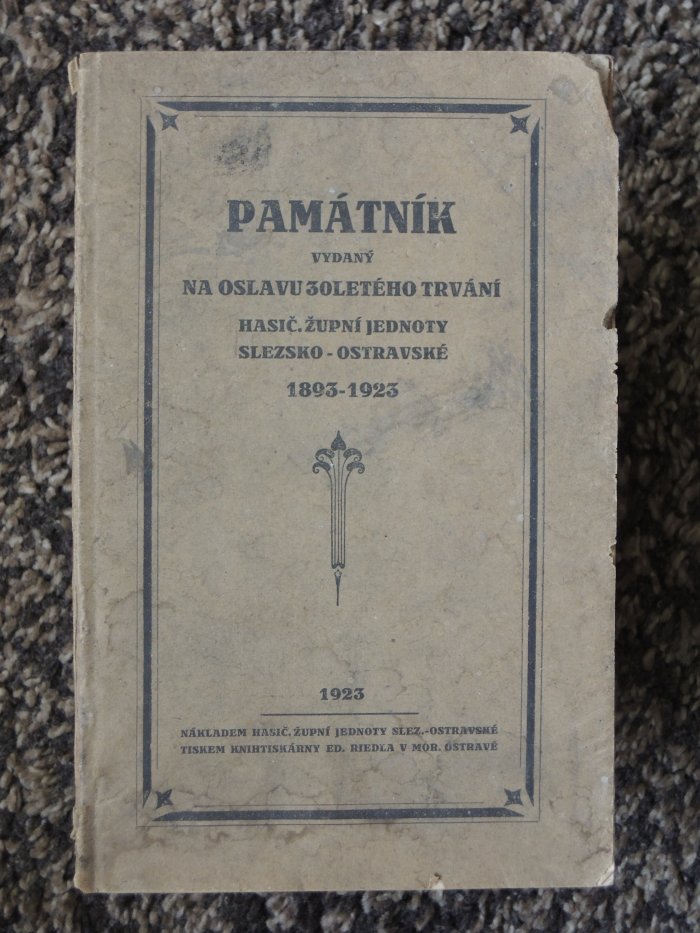 PAMÁTNÍK
VYDANÝ
NA OSLAVU 30LETÉHO TRVÁNÍ
HASIČ. ŽUPNÍ JEDNOTY
SLEZSKO - OSTRAVSKÉ
1893-1923
1923
NÁKLADEM HASIČ. ŽUPNÍ JEDNOTY SLEZ.-OSTRAVSKÉ
TISKEM KNIHTISKÁRNY ED. RIEDLA V MOR. OSTRAVĚ